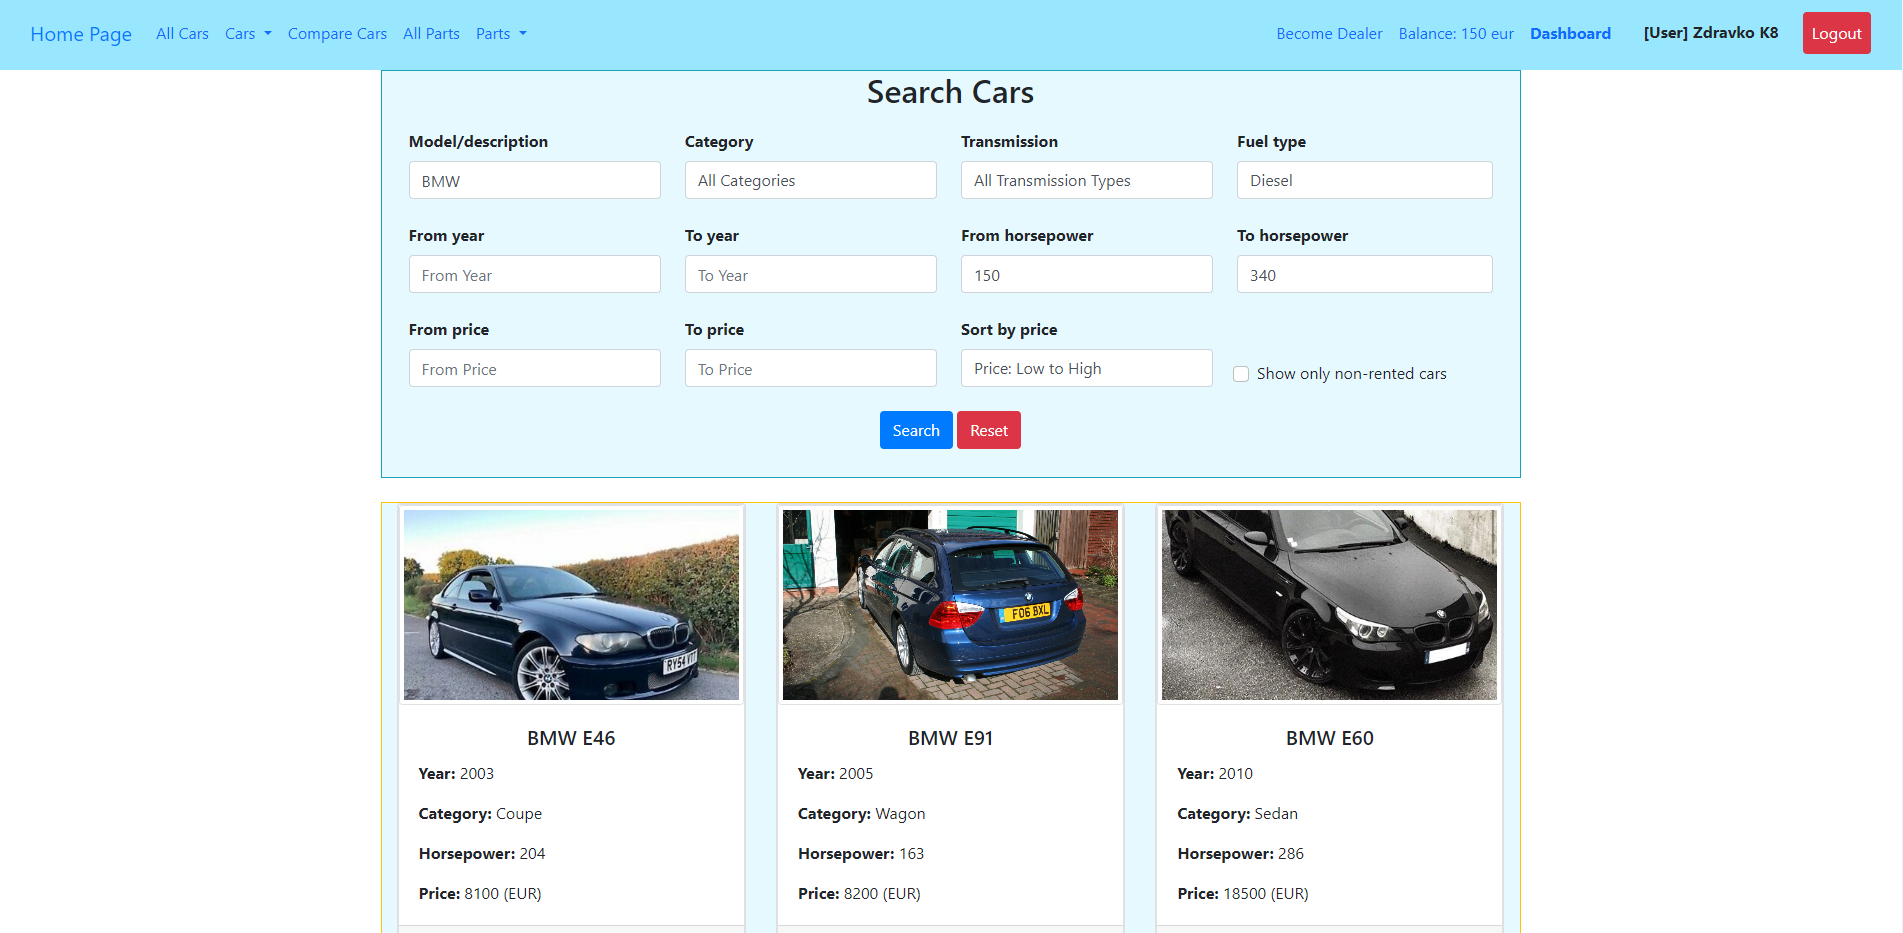 Home Page All Cars Cars Compare Cars All Parts Parts Become Dealer Balance: 150 eur Dashboard [User] Zdravko K8 Logout
Search Cars
Model/description Category Transmission Fuel type
BMW All Categories All Transmission Types Diesel
From year To year From horsepower To horsepower
From Year To Year 150 340
From price To price Sort by price
From Price To Price Price: Low to High Show only non-rented cars
Search Reset
F06 BXL
BMW E46 BMW E91 BMW E60
Year: 2003 Year: 2005 Year: 2010
Category: Coupe Category: Wagon Category: Sedan
Horsepower: 204 Horsepower: 163 Horsepower: 286
Price: 8100 (EUR) Price: 8200 (EUR) Price: 18500 (EUR)